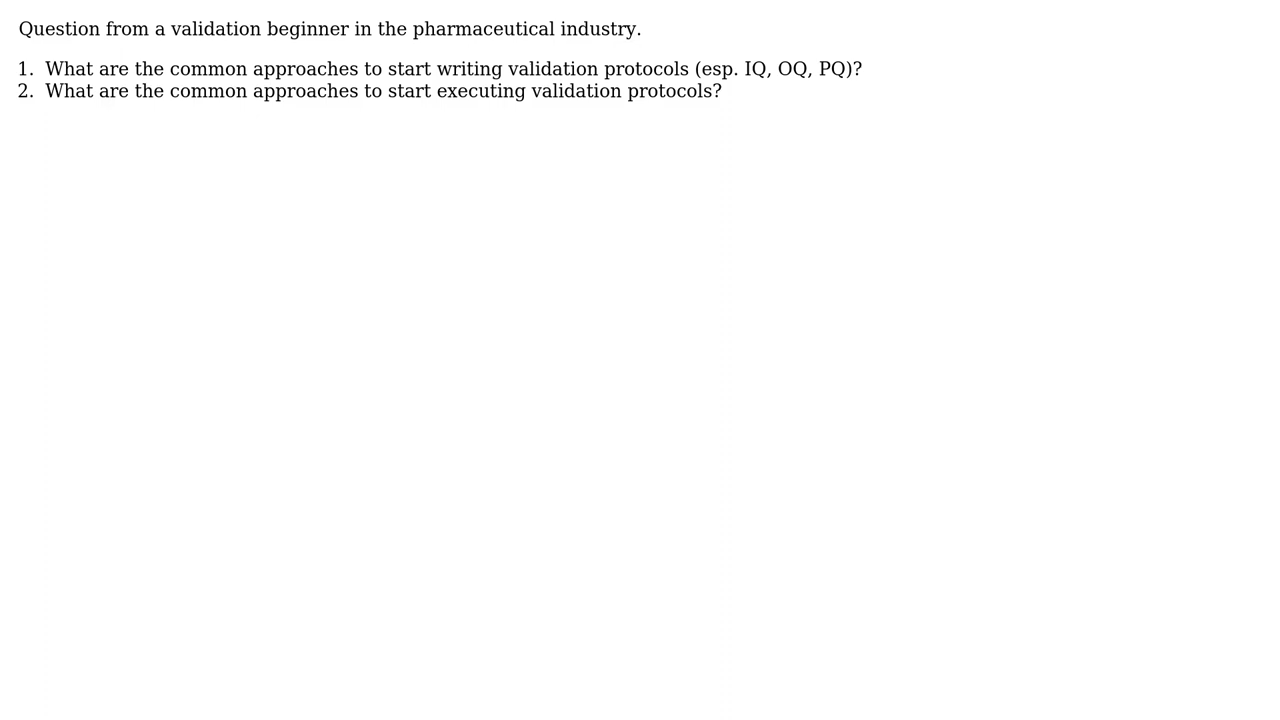 Question from a validation beginner in the pharmaceutical industry.
1. What are the common approaches to start writing validation protocols (esp. IQ, OQ, PQ)?
2. What are the common approaches to start executing validation protocols?